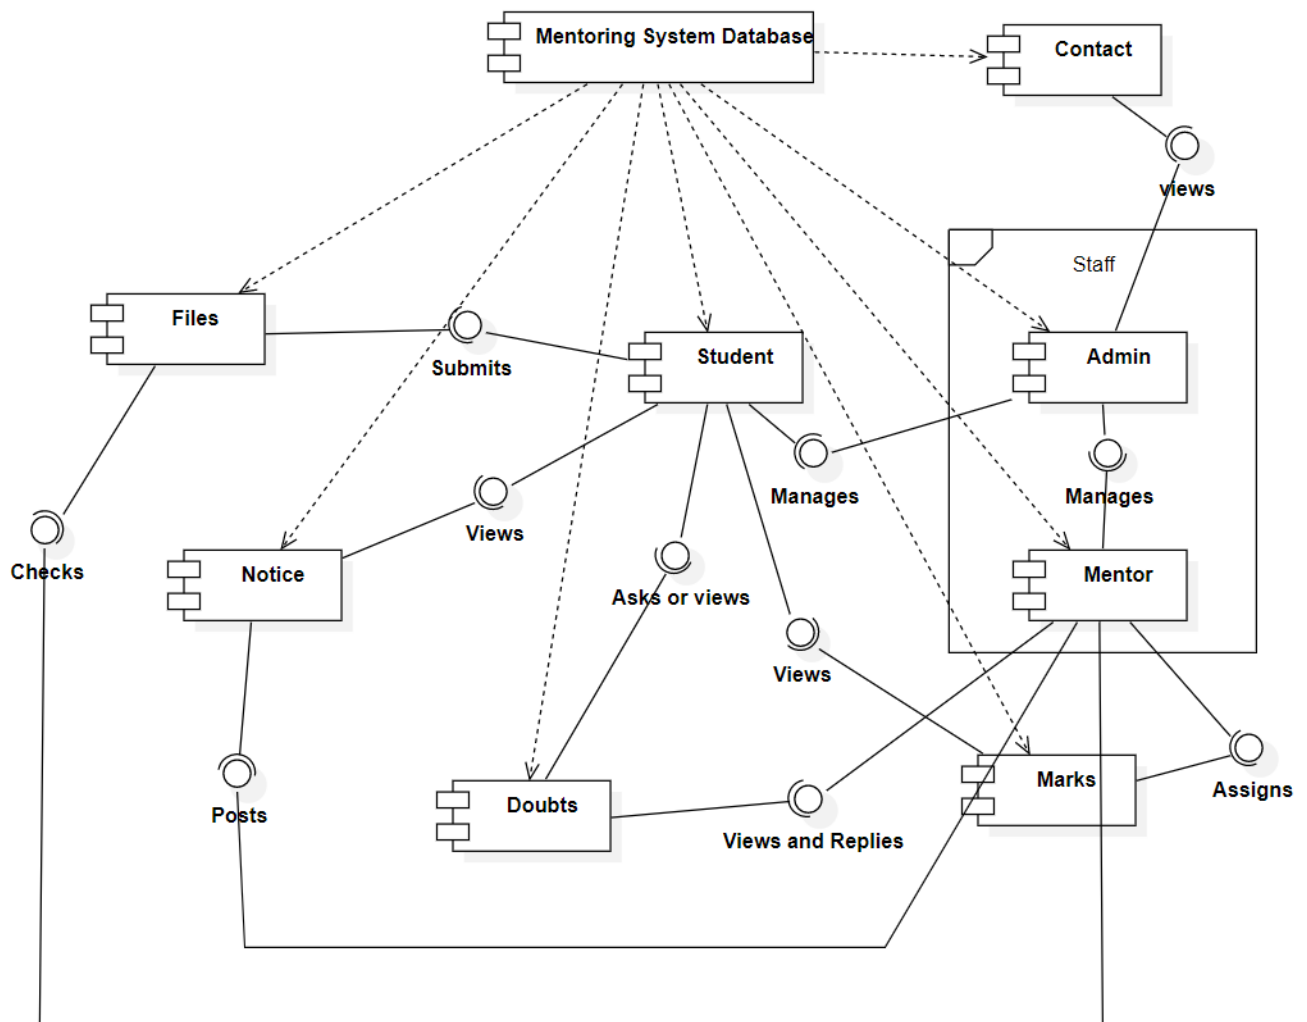 Mentoring System Database
Contact
views
Staff
Files
Submits
Student
Admin
Manages
Manages
Checks
Views
Notice
Asks or views
Mentor
Views
Posts
Doubts
Views and Replies
Marks
Assigns